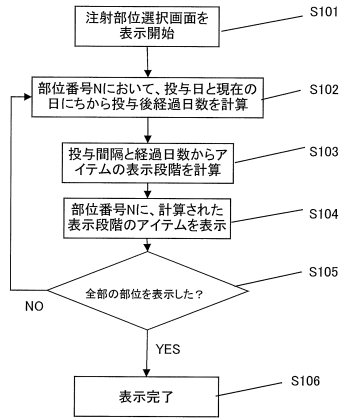 注射部位選択画面を
表示開始
S101
部位番号Nにおいて、投与日と現在の
日にちから投与後経過日数を計算
S102
投与間隔と経過日数からア
イテムの表示段階を計算
S103
部位番号Nに、計算された
表示段階のアイテムを表示
S104
全部の部位を表示した？
S105
NO
YES
表示完了
S106